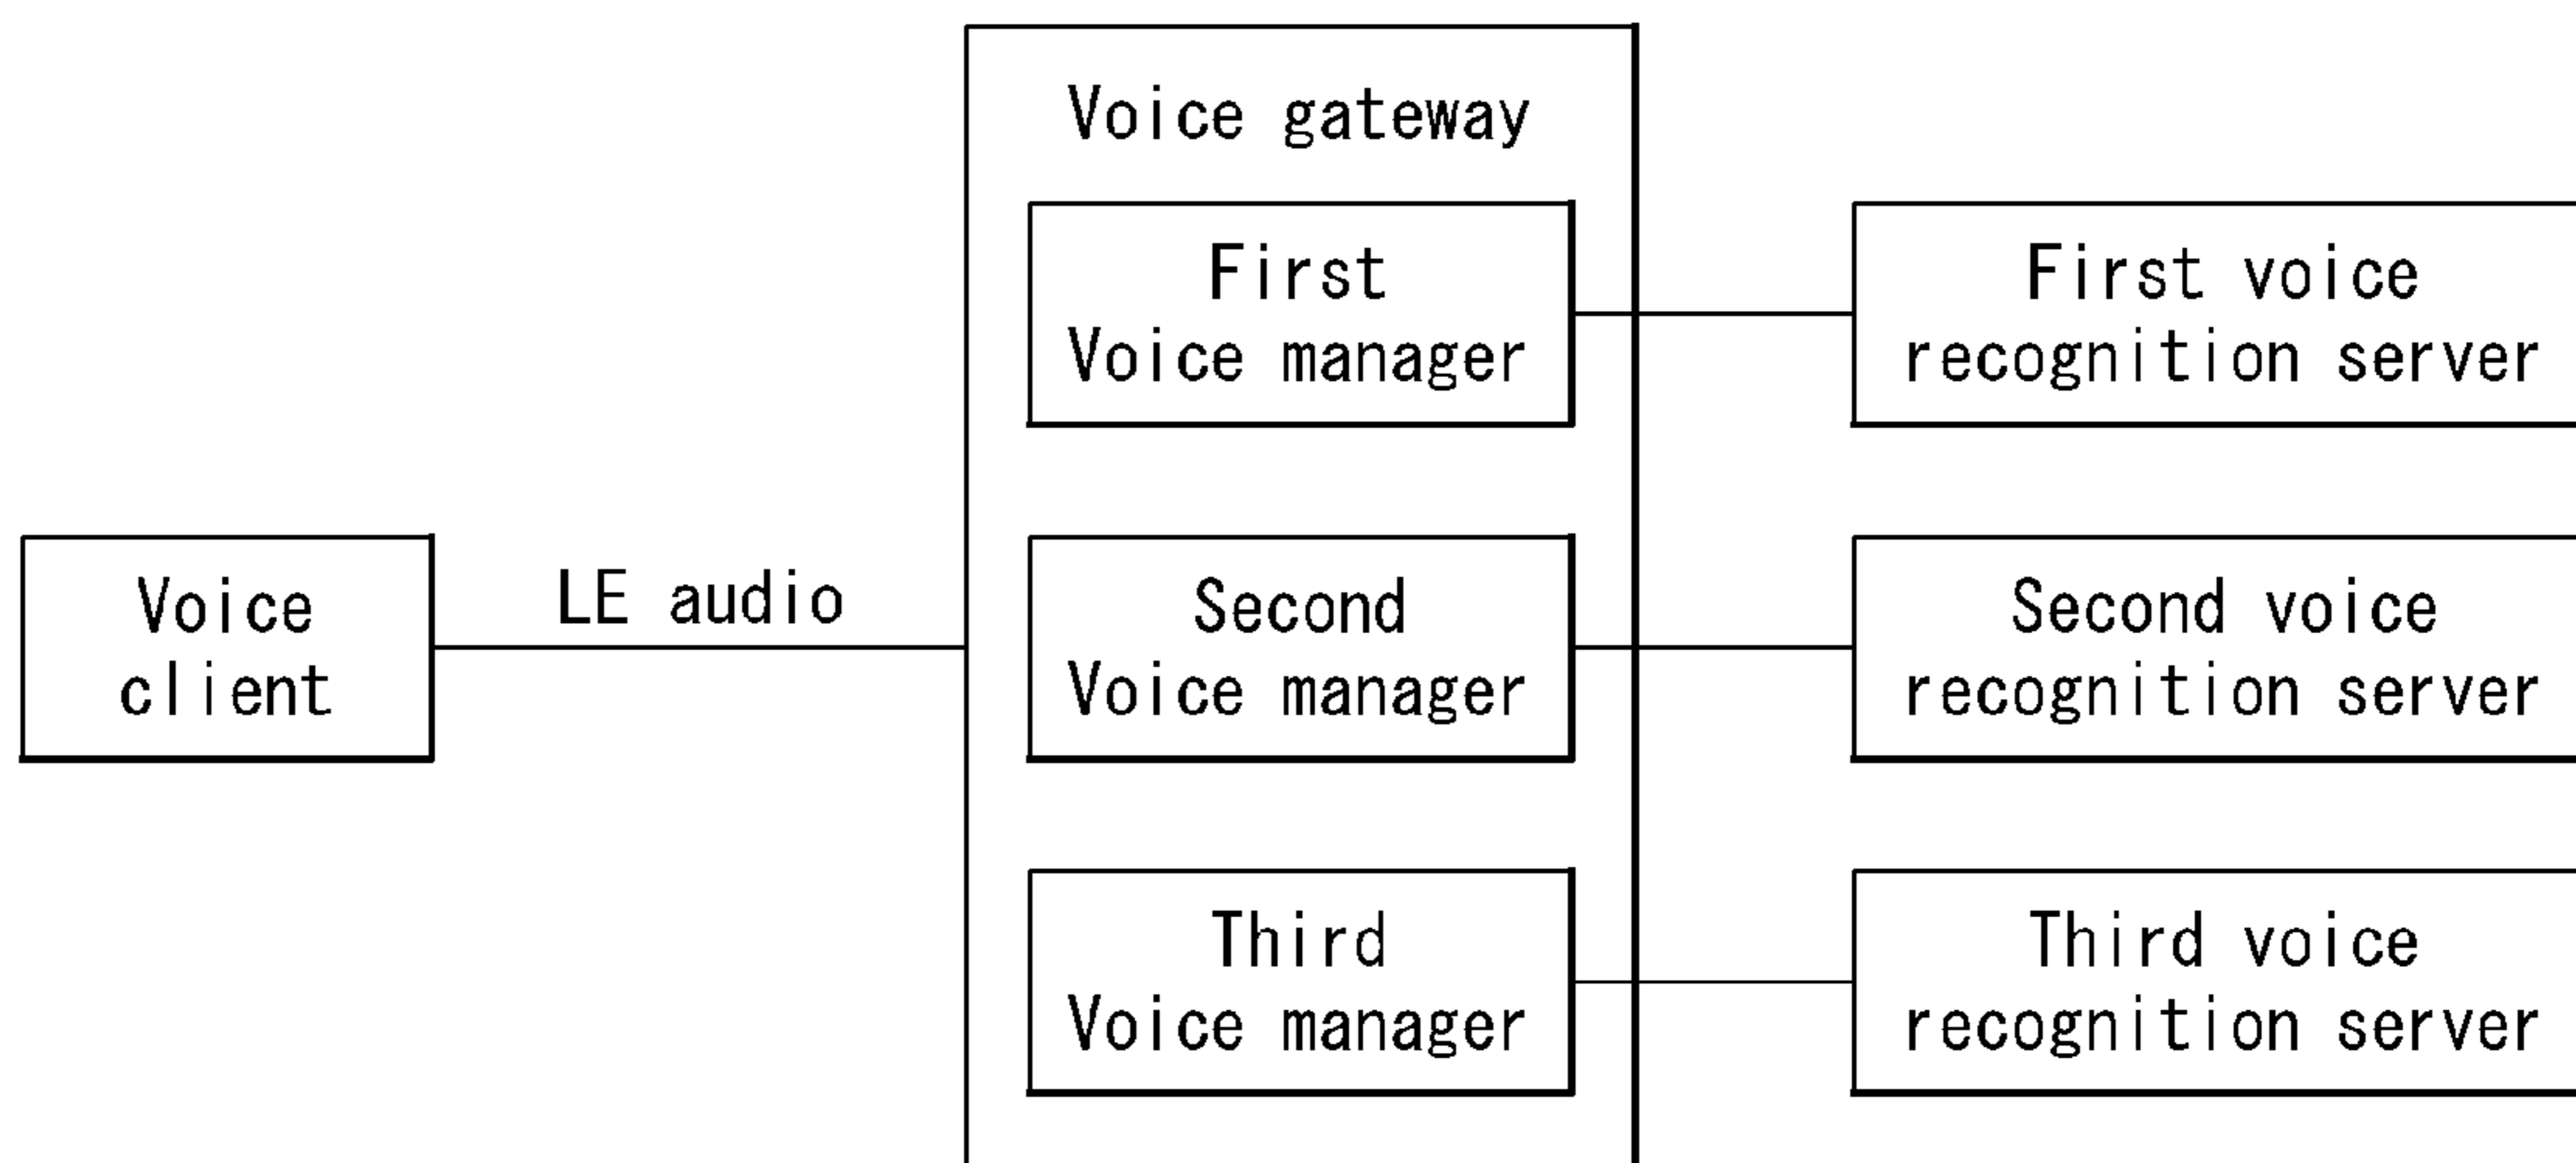 Voice gateway
First
Voice manager
First voice
recognition server
Voice
client
LE audio
Second
Voice manager
Second voice
recognition server
Third
Voice manager
Third voice
recognition server